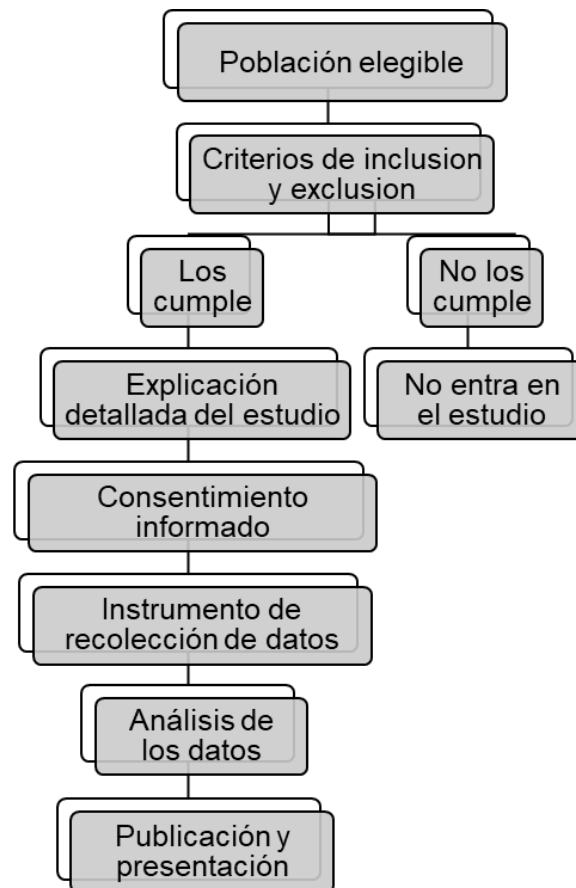 Población elegible
Criterios de inclusion
y exclusion
Los
cumple
No los
cumple
Explicación
detallada del estudio
No entra en
el estudio
Consentimiento
informado
Instrumento de
recolección de datos
Análisis de
los datos
Publicación y
presentación